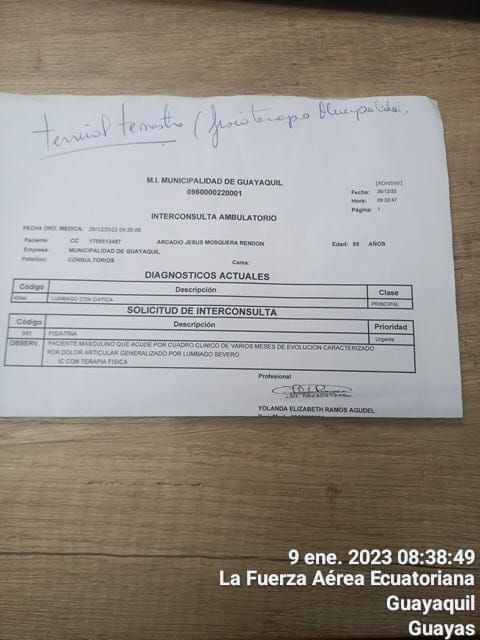 terminal terrestre (fisioterapia Municipalidad)
M.I. MUNICIPALIDAD DE GUAYAQUIL
0960000220001
[ROrdIntr]
Fecha: 28/12/22
Hora: 09:32:47
Página: 1
INTERCONSULTA AMBULATORIO
FECHA ORD. MEDICA: 28/12/2022 09:26:06
Paciente: CC 1705513487 ARCADIO JESUS MOSQUERA RENDON Edad: 55 AÑOS
Empresa: MUNICIPALIDAD DE GUAYAQUIL
Pabellon: CONSULTORIOS Cama:
DIAGNOSTICOS ACTUALES
Código Descripción Clase
M544 LUMBAGO CON CIATICA PRINCIPAL
SOLICITUD DE INTERCONSULTA
Código Descripción Prioridad
FISIATRIA Urgente
OBSERV. PACIENTE MASCULINO QUE ACUDE POR CUADRO CLINICO DE VARIOS MESES DE EVOLUCION CARACTERIZADO
POR DOLOR ARTICULAR GENERALIZADO POR LUMBAGO SEVERO
- IC CON TERAPIA FISICA
Profesional
YOLANDA ELIZABETH RAMOS AGUDEL
9 ene. 2023 08:38:49
La Fuerza Aérea Ecuatoriana
Guayaquil
Guayas